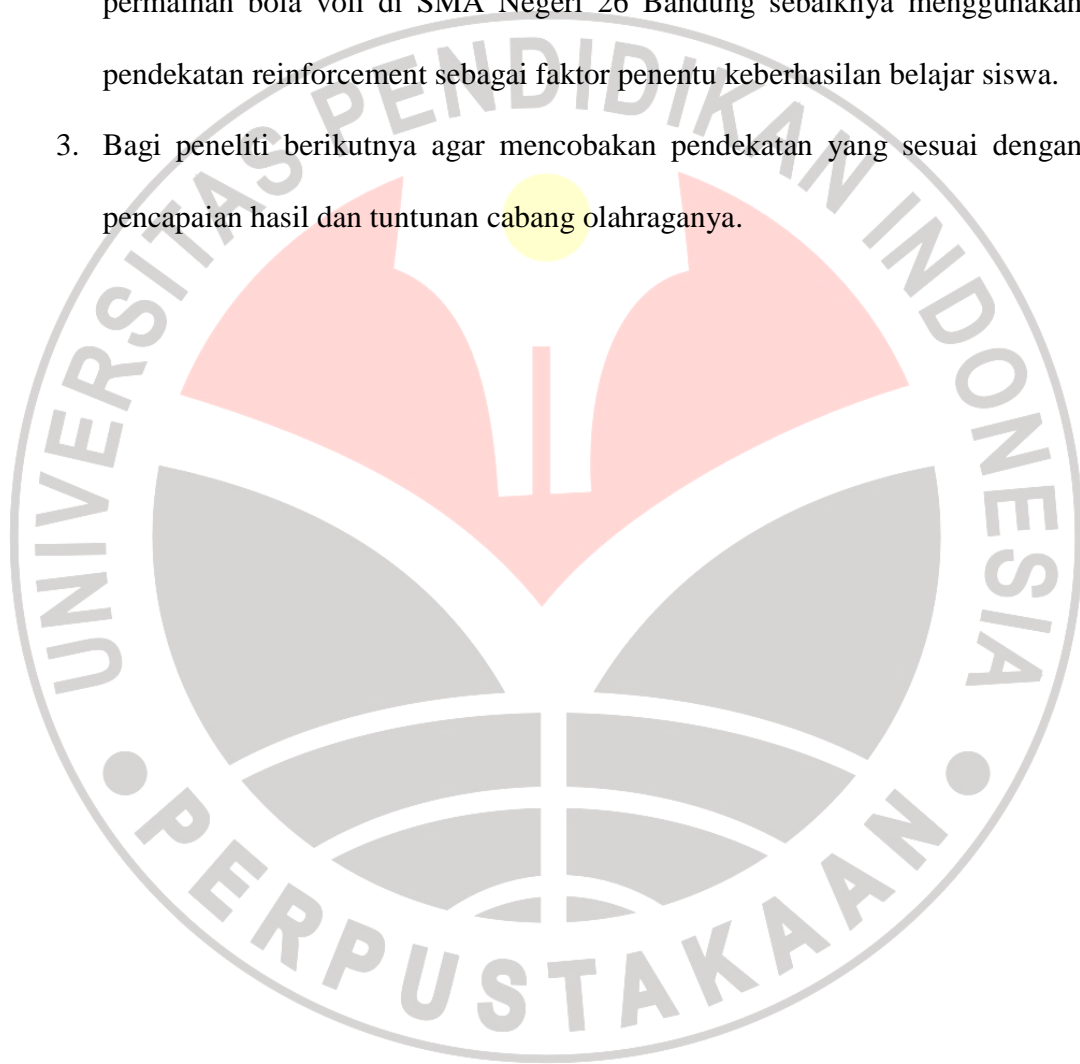 permainan bola voli di SMA Negeri 26 Bandung sebaiknya menggunakan
pendekatan reinforcement sebagai faktor penentu keberhasilan belajar siswa.
3. Bagi peneliti berikutnya agar mencobakan pendekatan yang sesuai dengan
pencapaian hasil dan tuntunan cabang olahraganya.
UNIVERSITAS PENDIDIKAN INDONESIA
PERPUSTAKAAN